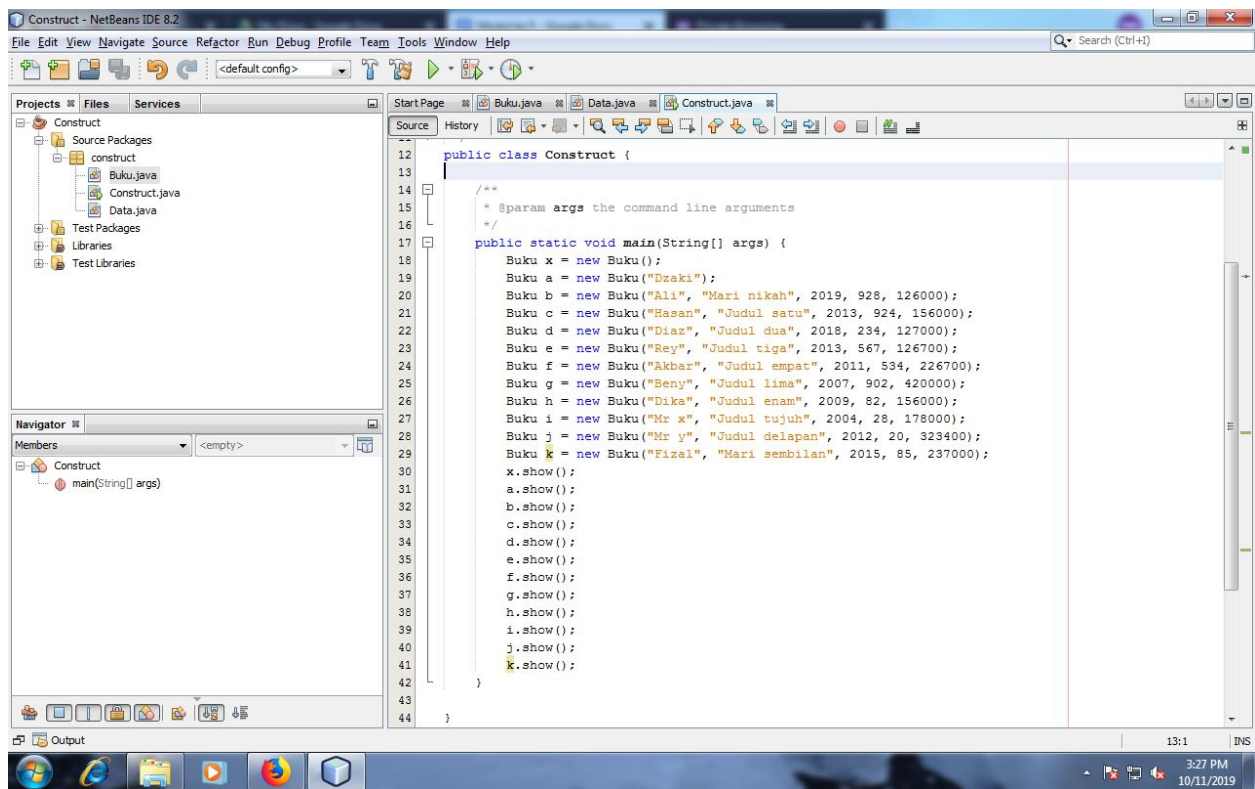 Construct - NetBeans IDE 8.2
File Edit View Navigate Source Refactor Run Debug Profile Team Tools Window Help
Search (Ctrl+I)
<default config>
Projects Files Services
Construct
Source Packages
construct
Buku.java
Construct.java
Data.java
Test Packages
Libraries
Test Libraries
Navigator
Members <empty>
Construct
main(String[] args)
Start Page Buku.java Data.java Construct.java
Source History
12 public class Construct {
13
14 /**
15 * @param args the command line arguments
16 */
17 public static void main(String[] args) {
18 Buku x = new Buku();
19 Buku a = new Buku("Dzaki");
20 Buku b = new Buku("Ali", "Mari nikah", 2019, 928, 126000);
21 Buku c = new Buku("Hasan", "Judul satu", 2013, 924, 156000);
22 Buku d = new Buku("Diaz", "Judul dua", 2018, 234, 127000);
23 Buku e = new Buku("Rey", "Judul tiga", 2013, 567, 126700);
24 Buku f = new Buku("Akbar", "Judul empat", 2011, 534, 226700);
25 Buku g = new Buku("Beny", "Judul lima", 2007, 902, 420000);
26 Buku h = new Buku("Dika", "Judul enam", 2009, 82, 156000);
27 Buku i = new Buku("Mr x", "Judul tujuh", 2004, 28, 178000);
28 Buku j = new Buku("Mr y", "Judul delapan", 2012, 20, 323400);
29 Buku k = new Buku("Fizal", "Mari sembilan", 2015, 85, 237000);
30 x.show();
31 a.show();
32 b.show();
33 c.show();
34 d.show();
35 e.show();
36 f.show();
37 g.show();
38 h.show();
39 i.show();
40 j.show();
41 k.show();
42 }
43
44 }
Output
13:1 INS
3:27 PM
10/11/2019